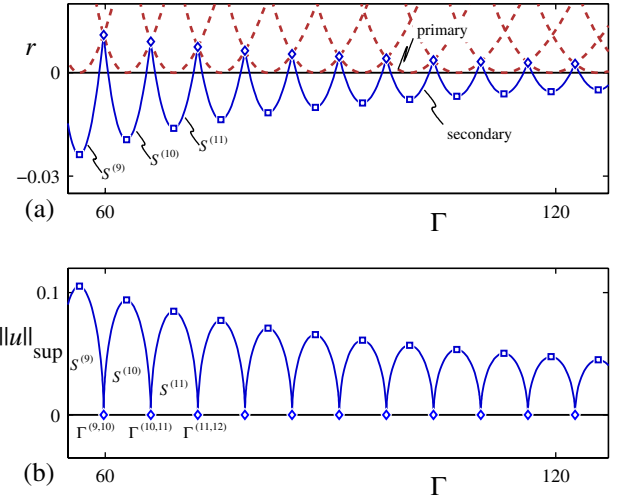 r
primary
0
secondary
S(9)
S(10)
S(11)
−0.03
(a)
60
Γ
120
0.1
||u||sup
S(9)
S(10)
S(11)
0
Γ(9,10)
Γ(10,11)
Γ(11,12)
(b)
60
Γ
120